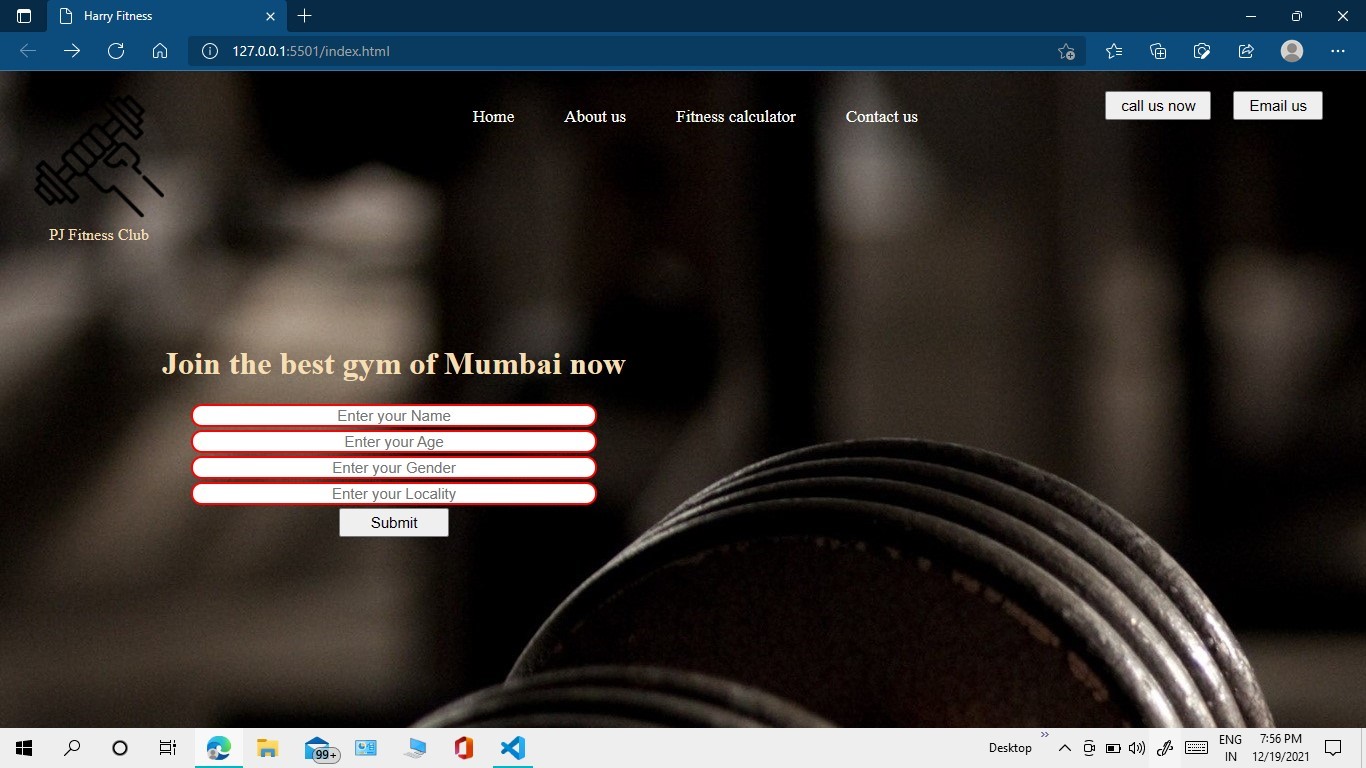 Harry Fitness
127.0.0.1:5501/index.html
Home About us Fitness calculator Contact us
call us now Email us
PJ Fitness Club
Join the best gym of Mumbai now
Enter your Name
Enter your Age
Enter your Gender
Enter your Locality
Submit
99+
Desktop
ENG
IN
7:56 PM
12/19/2021